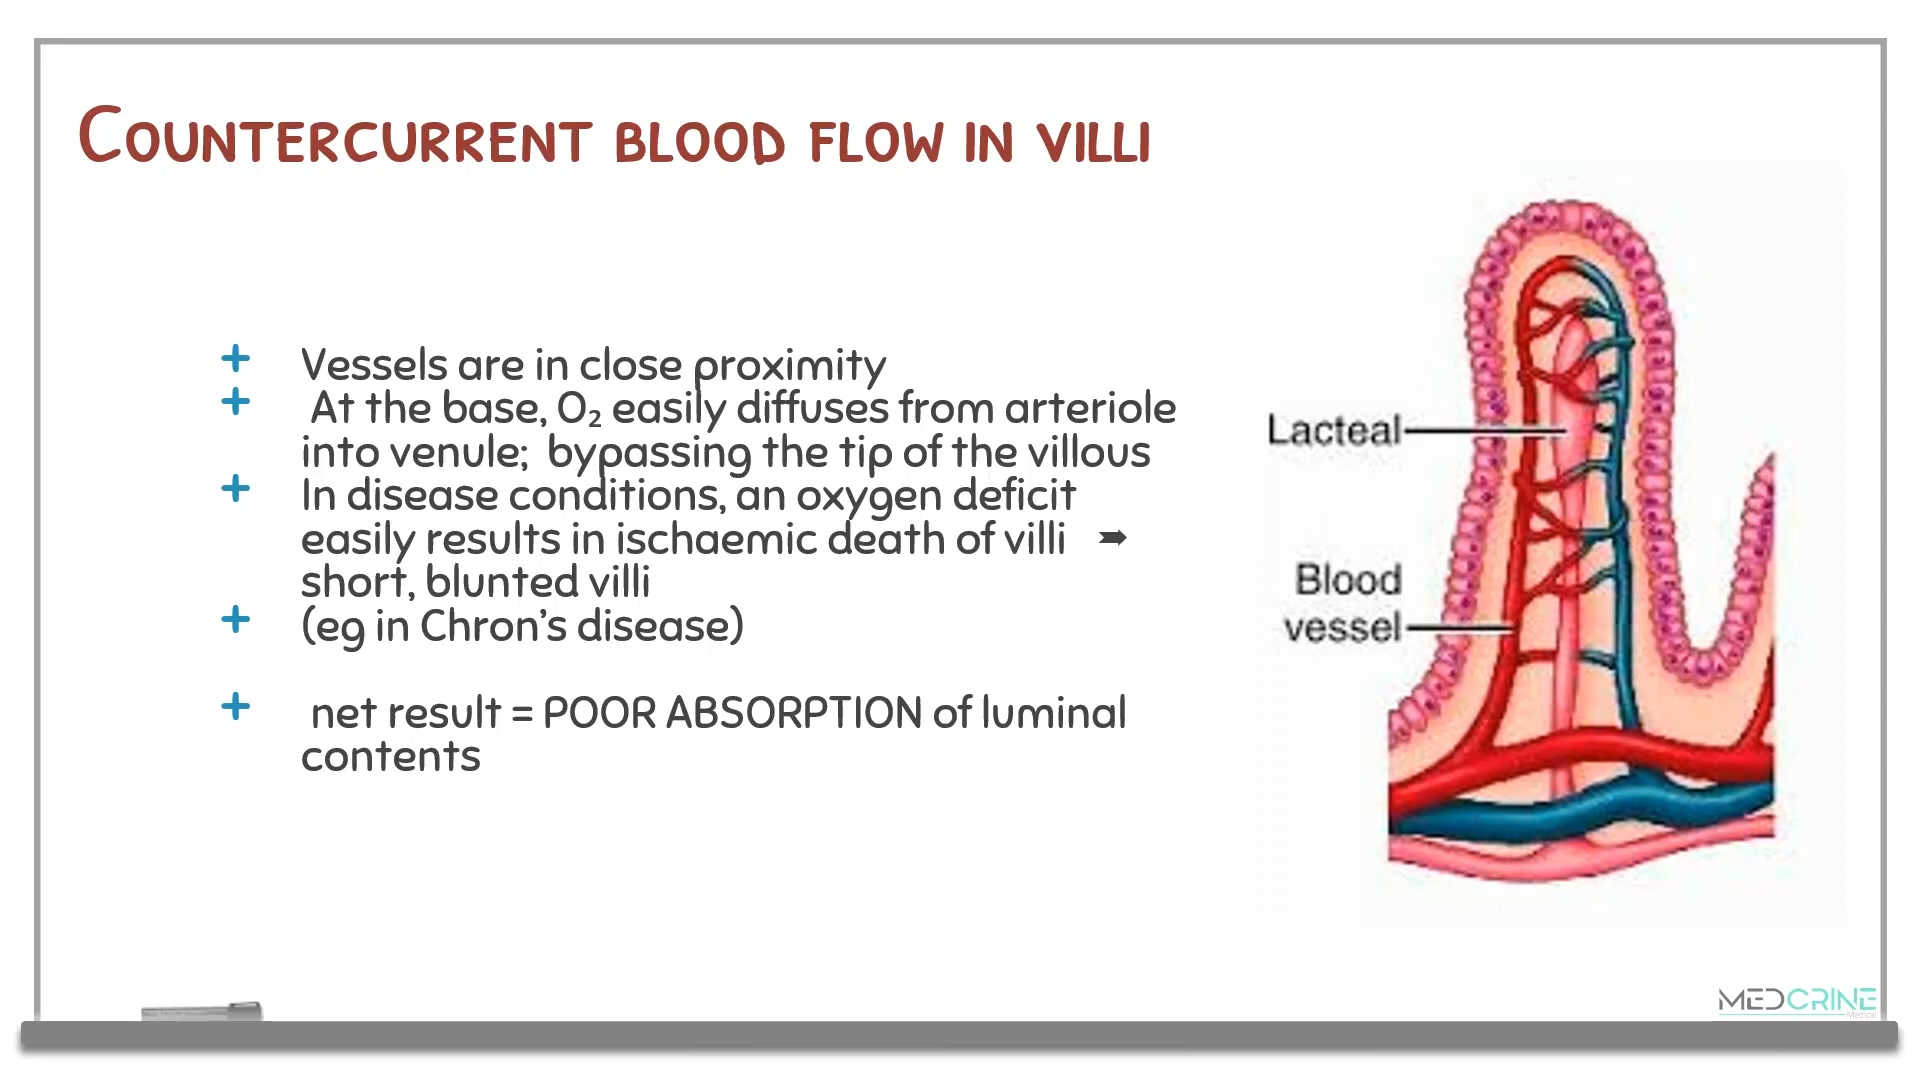 COUNTERCURRENT BLOOD FLOW IN VILLI
+ Vessels are in close proximity
+ At the base, O₂ easily diffuses from arteriole
into venule; bypassing the tip of the villous
+ In disease conditions, an oxygen deficit
easily results in ischaemic death of villi ➨
short, blunted villi
+ (eg in Chron's disease)
+ net result = POOR ABSORPTION of luminal
contents
Lacteal
Blood
vessel
MEDCRINE
Medical